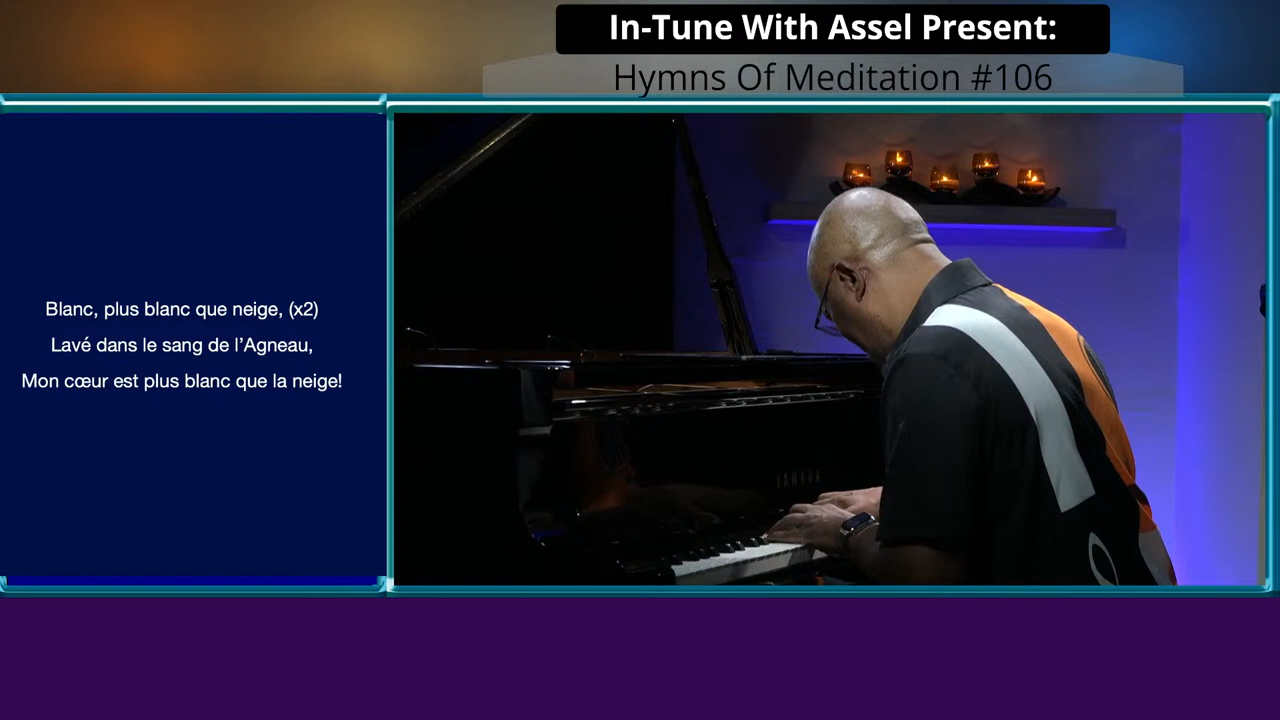 In-Tune With Assel Present:
Hymns Of Meditation #106
Blanc, plus blanc que neige, (x2)
Lavé dans le sang de l’Agneau,
Mon cœur est plus blanc que la neige!
YAMAHA